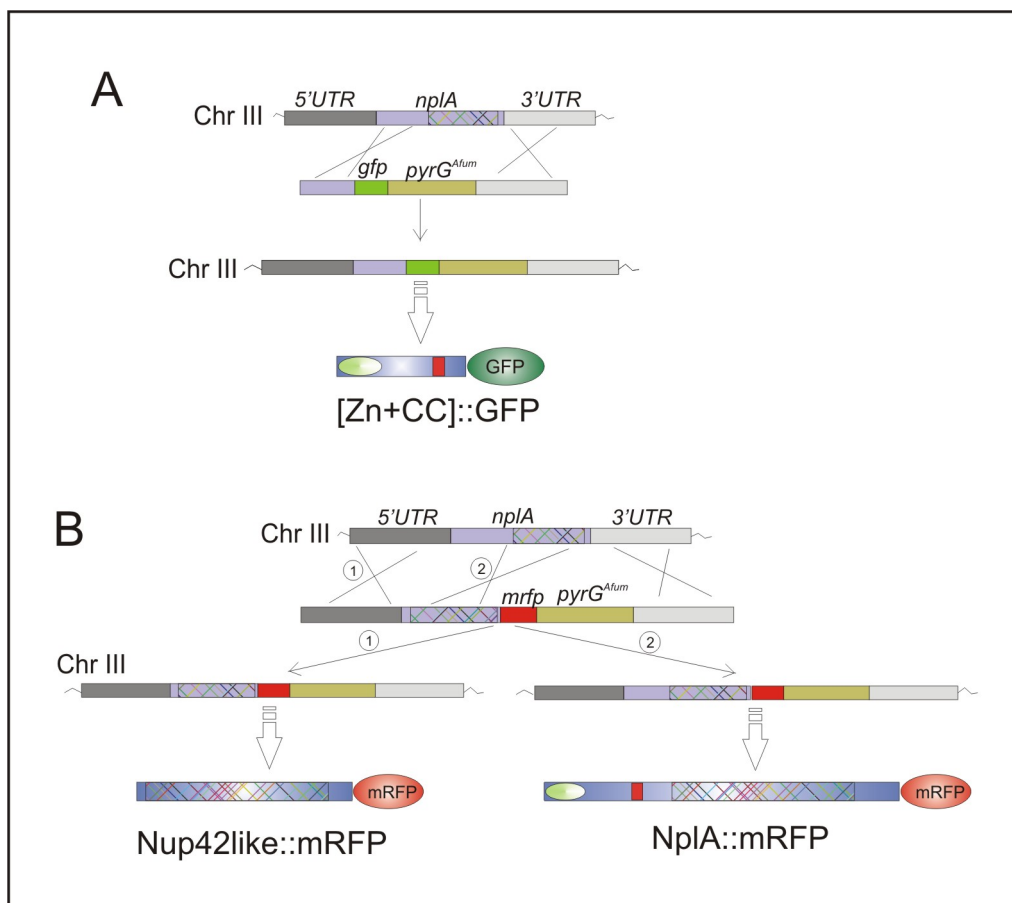 A
5'UTR nplA 3'UTR
Chr III
gfp pyrG^Afum
Chr III
GFP
[Zn+CC]::GFP
B
5'UTR nplA 3'UTR
Chr III
1 2
mrfp pyrG^Afum
1 2
Chr III
mRFP mRFP
Nup42like::mRFP NplA::mRFP